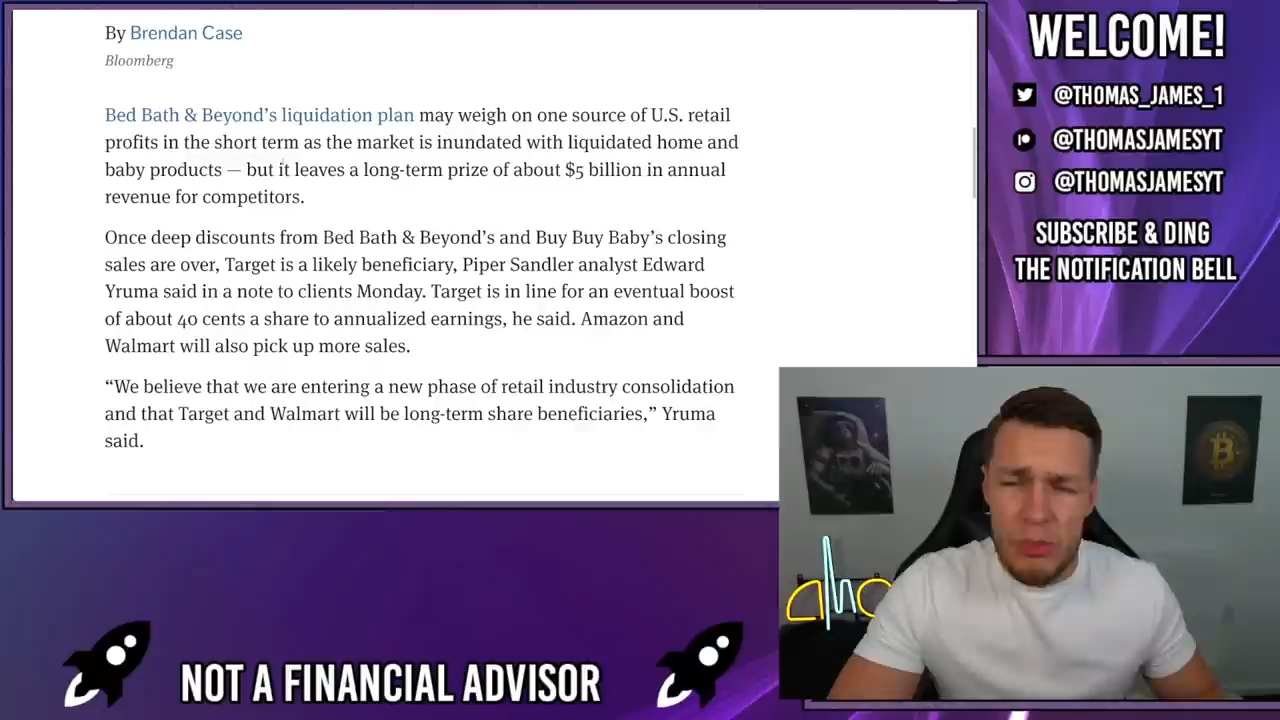 By Brendan Case
Bloomberg
Bed Bath & Beyond’s liquidation plan may weigh on one source of U.S. retail
profits in the short term as the market is inundated with liquidated home and
baby products — but it leaves a long-term prize of about $5 billion in annual
revenue for competitors.
Once deep discounts from Bed Bath & Beyond’s and Buy Buy Baby’s closing
sales are over, Target is a likely beneficiary, Piper Sandler analyst Edward
Yruma said in a note to clients Monday. Target is in line for an eventual boost
of about 40 cents a share to annualized earnings, he said. Amazon and
Walmart will also pick up more sales.
“We believe that we are entering a new phase of retail industry consolidation
and that Target and Walmart will be long-term share beneficiaries,” Yruma
said.
WELCOME!
@THOMAS_JAMES_1
@THOMASJAMESYT
@THOMASJAMESYT
SUBSCRIBE & DING
THE NOTIFICATION BELL
NOT A FINANCIAL ADVISOR